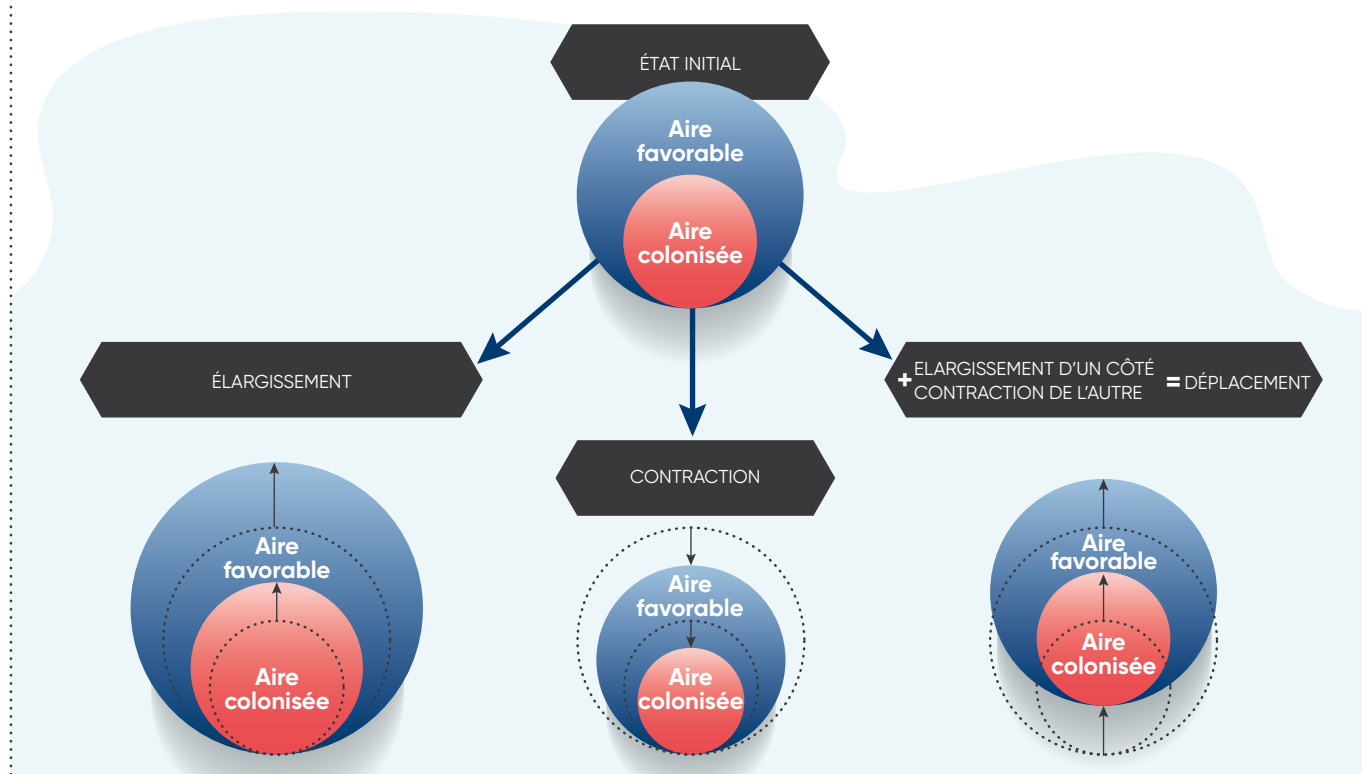 ÉTAT INITIAL
Aire
favorable
Aire
colonisée
ÉLARGISSEMENT
+ ELARGISSEMENT D'UN CÔTÉ
CONTRACTION DE L'AUTRE
= DÉPLACEMENT
CONTRACTION
Aire
favorable
Aire
colonisée
Aire
favorable
Aire
colonisée
Aire
favorable
Aire
colonisée